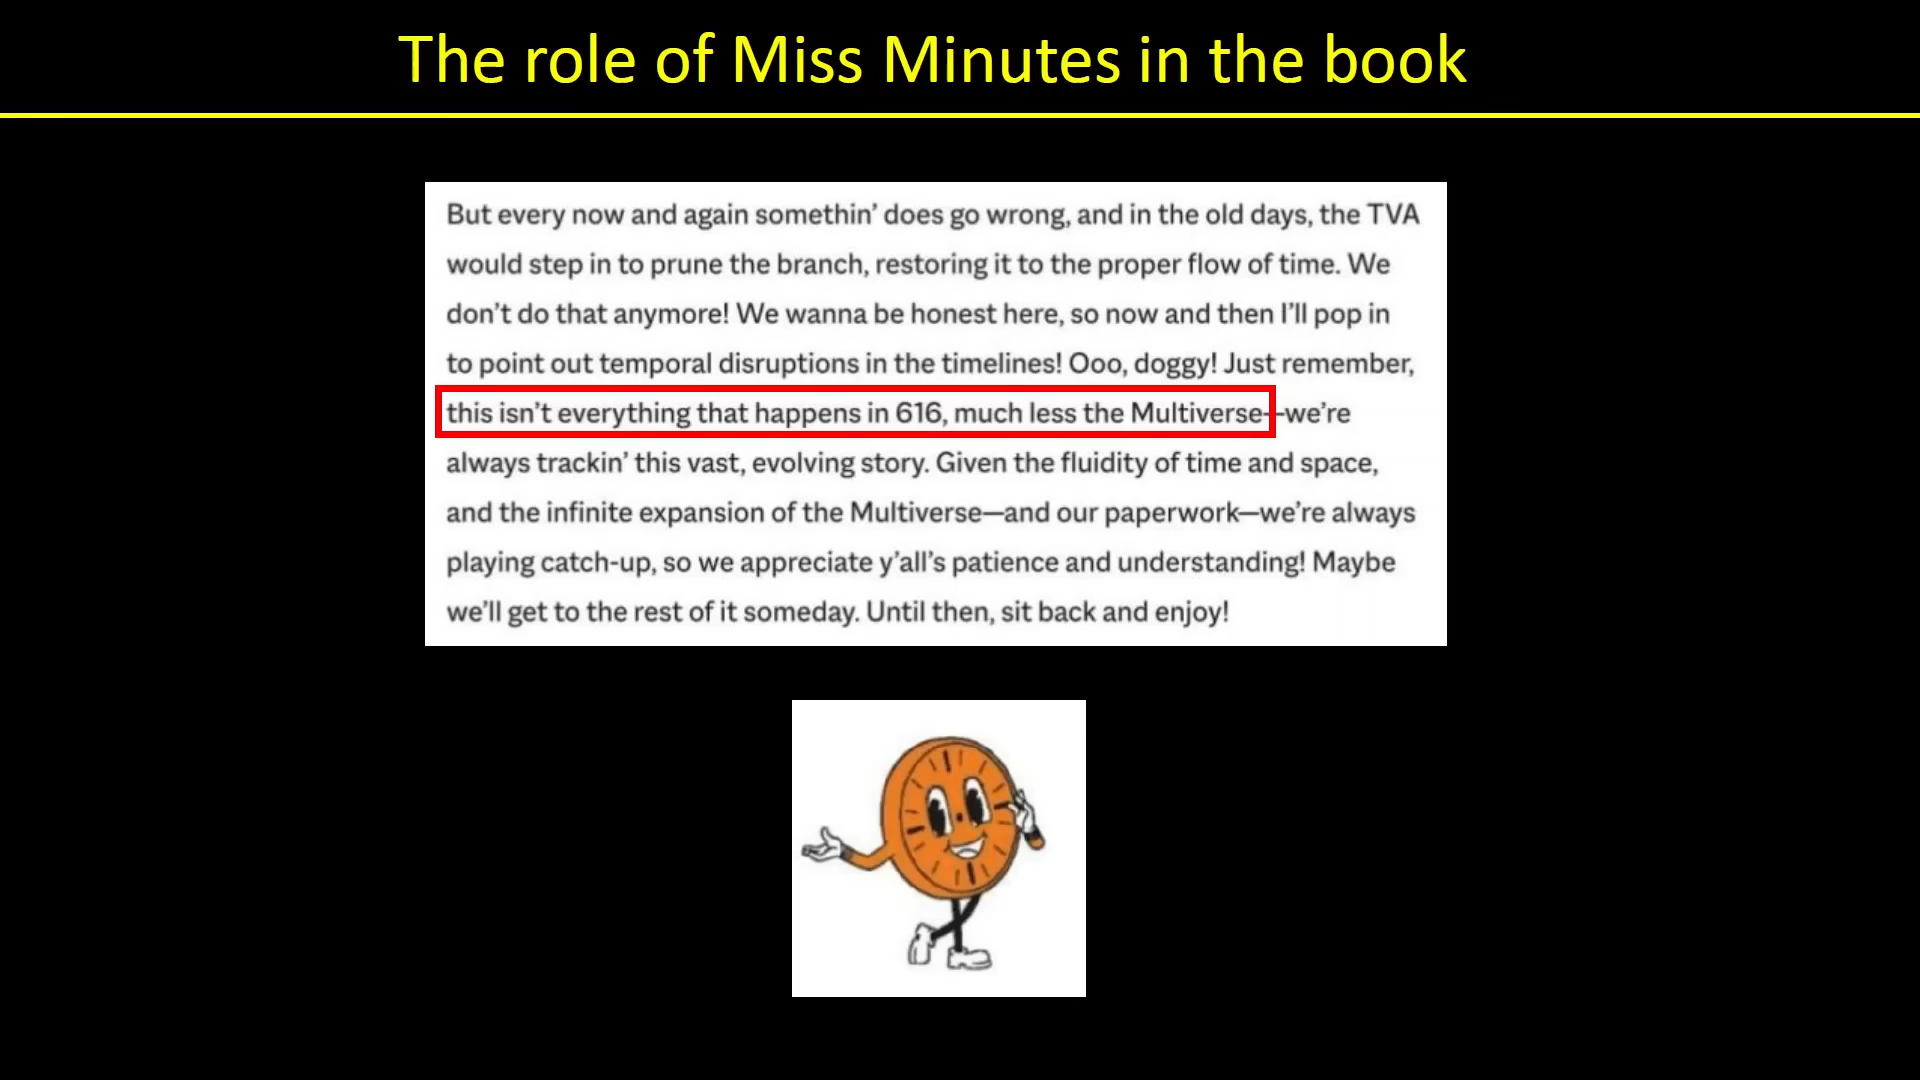 The role of Miss Minutes in the book
But every now and again somethin’ does go wrong, and in the old days, the TVA
would step in to prune the branch, restoring it to the proper flow of time. We
don’t do that anymore! We wanna be honest here, so now and then I’ll pop in
to point out temporal disruptions in the timelines! Ooo, doggy! Just remember,
this isn’t everything that happens in 616, much less the Multiverse—we’re
always trackin’ this vast, evolving story. Given the fluidity of time and space,
and the infinite expansion of the Multiverse—and our paperwork—we’re always
playing catch-up, so we appreciate y’all’s patience and understanding! Maybe
we’ll get to the rest of it someday. Until then, sit back and enjoy!